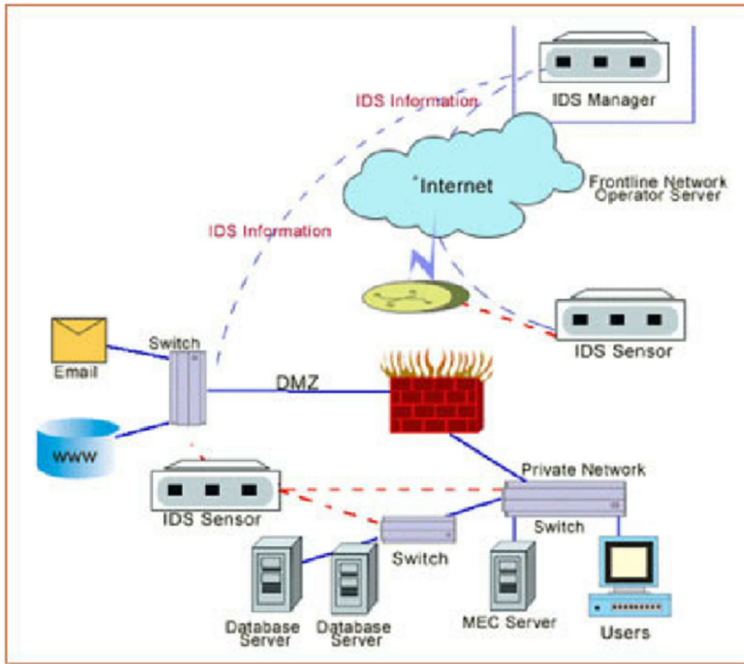 IDS Manager
IDS Information
Internet
Frontline Network
Operator Server
IDS Information
IDS Sensor
Switch
Email
DMZ
WWW
Private Network
IDS Sensor
Switch
Switch
Database
Server
Database
Server
MEC Server
Users